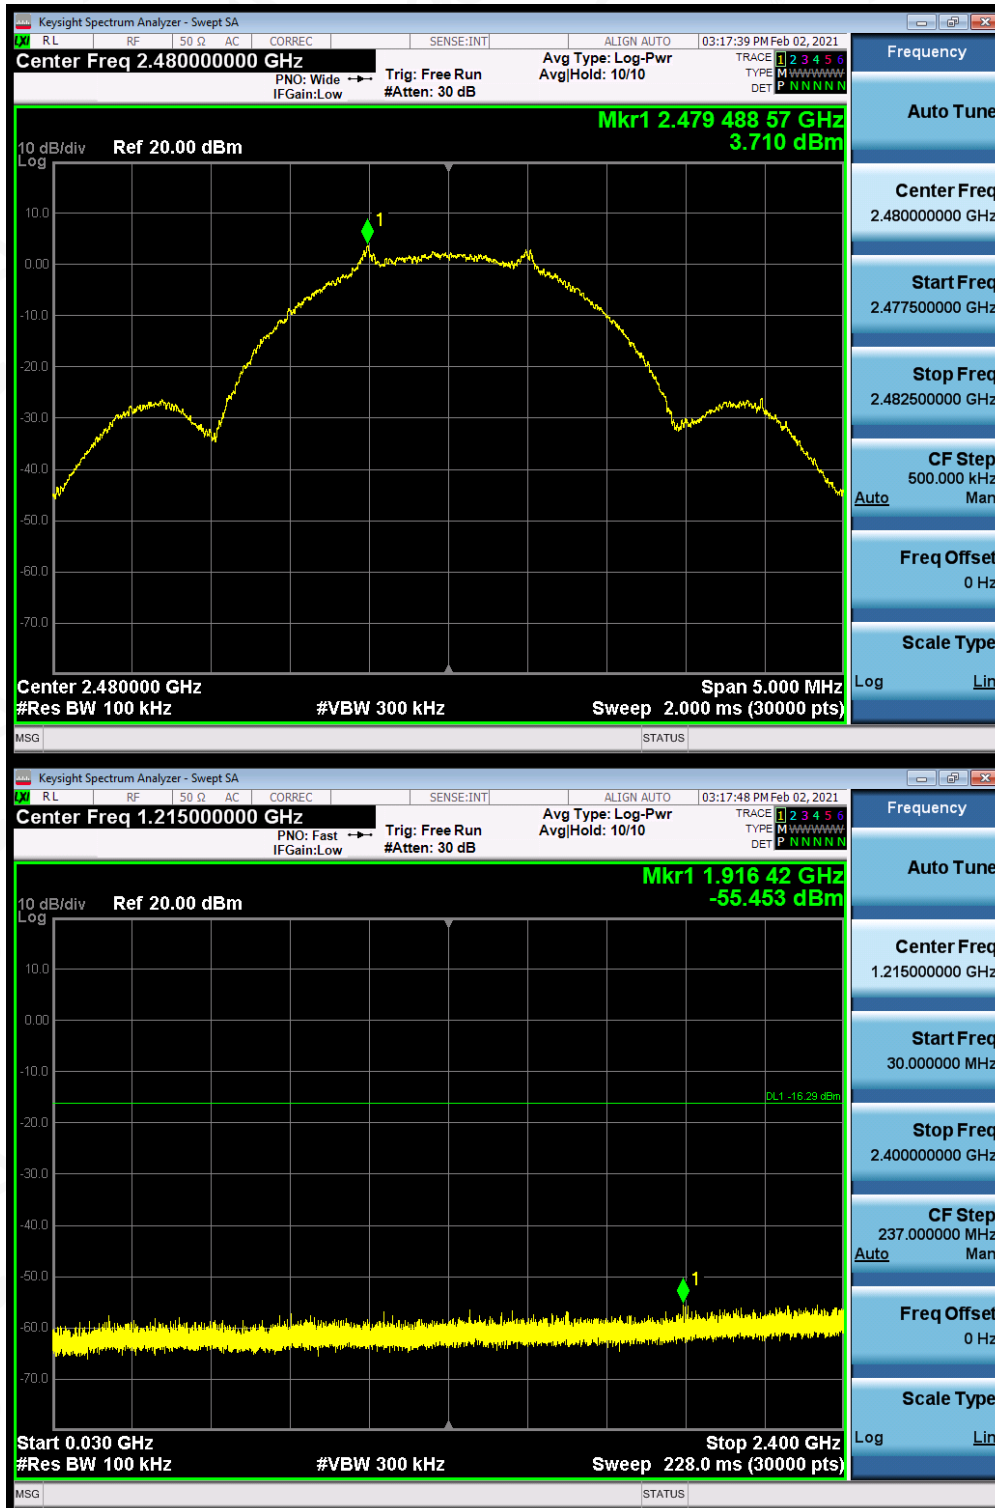 Keysight Spectrum Analyzer - Swept SA
LXI RL RF 50 Ω AC CORREC SENSE:INT ALIGN AUTO 03:17:39 PM Feb 02, 2021
Center Freq 2.480000000 GHz
PNO: Wide
IFGain:Low
Trig: Free Run
#Atten: 30 dB
Avg Type: Log-Pwr
Avg|Hold: 10/10
TRACE 1 2 3 4 5 6
TYPE M WWWWW
DET P N N N N N
Frequency
Mkr1 2.479 488 57 GHz
3.710 dBm
10 dB/div Ref 20.00 dBm
Log
10.0
0.00
-10.0
-20.0
-30.0
-40.0
-50.0
-60.0
-70.0
1
Center 2.480000 GHz Span 5.000 MHz
#Res BW 100 kHz #VBW 300 kHz Sweep 2.000 ms (30000 pts)
MSG STATUS
Auto Tune
Center Freq
2.480000000 GHz
Start Freq
2.477500000 GHz
Stop Freq
2.482500000 GHz
CF Step
500.000 kHz
Auto Man
Freq Offset
0 Hz
Scale Type
Log Lin
Keysight Spectrum Analyzer - Swept SA
LXI RL RF 50 Ω AC CORREC SENSE:INT ALIGN AUTO 03:17:48 PM Feb 02, 2021
Center Freq 1.215000000 GHz
PNO: Fast
IFGain:Low
Trig: Free Run
#Atten: 30 dB
Avg Type: Log-Pwr
Avg|Hold: 10/10
TRACE 1 2 3 4 5 6
TYPE M WWWWW
DET P N N N N N
Frequency
Mkr1 1.916 42 GHz
-55.453 dBm
10 dB/div Ref 20.00 dBm
Log
10.0
0.00
-10.0
-20.0
-30.0
-40.0
-50.0
-60.0
-70.0
DL1 -16.29 dBm
1
Start 0.030 GHz Stop 2.400 GHz
#Res BW 100 kHz #VBW 300 kHz Sweep 228.0 ms (30000 pts)
MSG STATUS
Auto Tune
Center Freq
1.215000000 GHz
Start Freq
30.000000 MHz
Stop Freq
2.400000000 GHz
CF Step
237.000000 MHz
Auto Man
Freq Offset
0 Hz
Scale Type
Log Lin